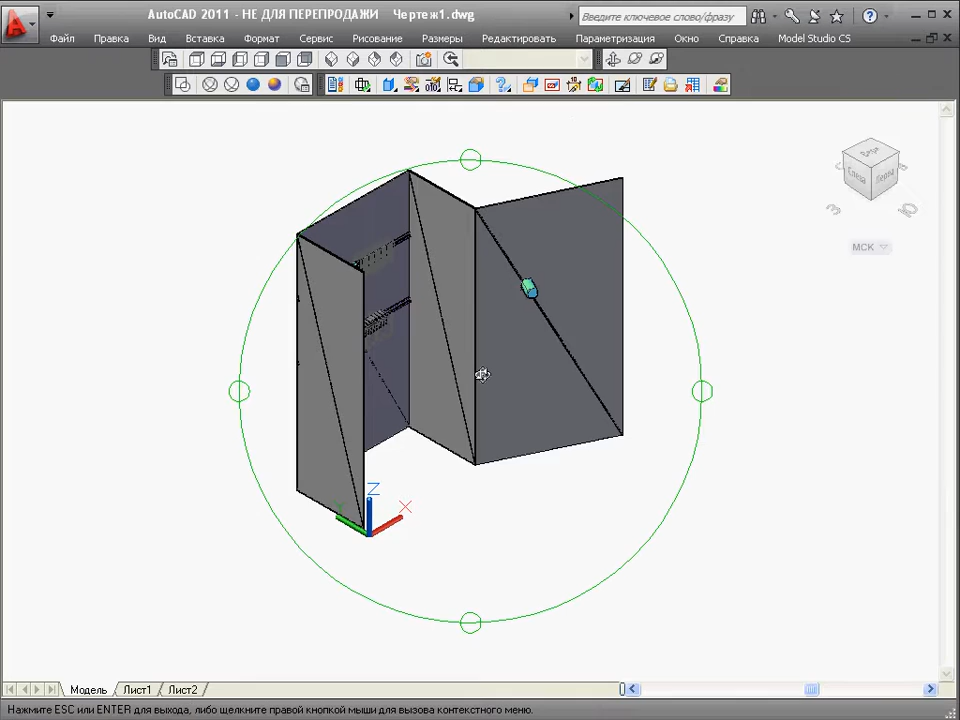 AutoCAD 2011 - НЕ ДЛЯ ПЕРЕПРОДАЖИ Чертеж1.dwg
Введите ключевое слово/фразу
Файл Правка Вид Вставка Формат Сервис Рисование Размеры Редактировать Параметризация Окно Справка Model Studio CS
Верх
Слева
МСК
Z
X
Y
Модель Лист1 Лист2
Нажмите ESC или ENTER для выхода, либо щелкните правой кнопкой мыши для вызова контекстного меню.